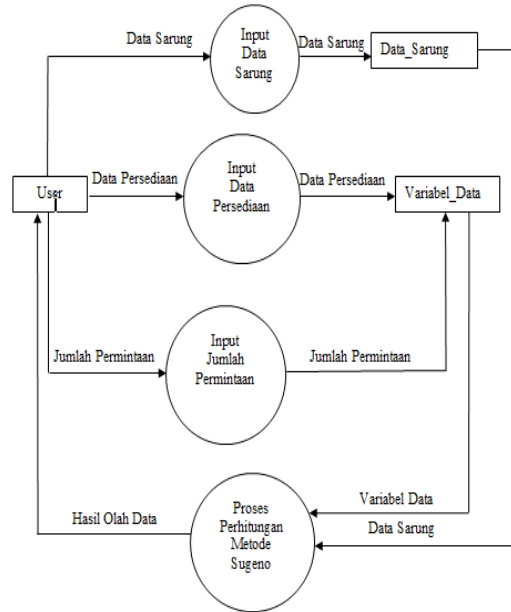 Data Sarung
Input
Data
Sarung
Data Sarung
Data_Sarung
User
Data Persediaan
Input
Data
Persediaan
Data Persediaan
Variabel_Data
Jumlah Permintaan
Input
Jumlah
Permintaan
Jumlah Permintaan
Hasil Olah Data
Proses
Perhitungan
Metode
Sugeno
Variabel Data
Data Sarung